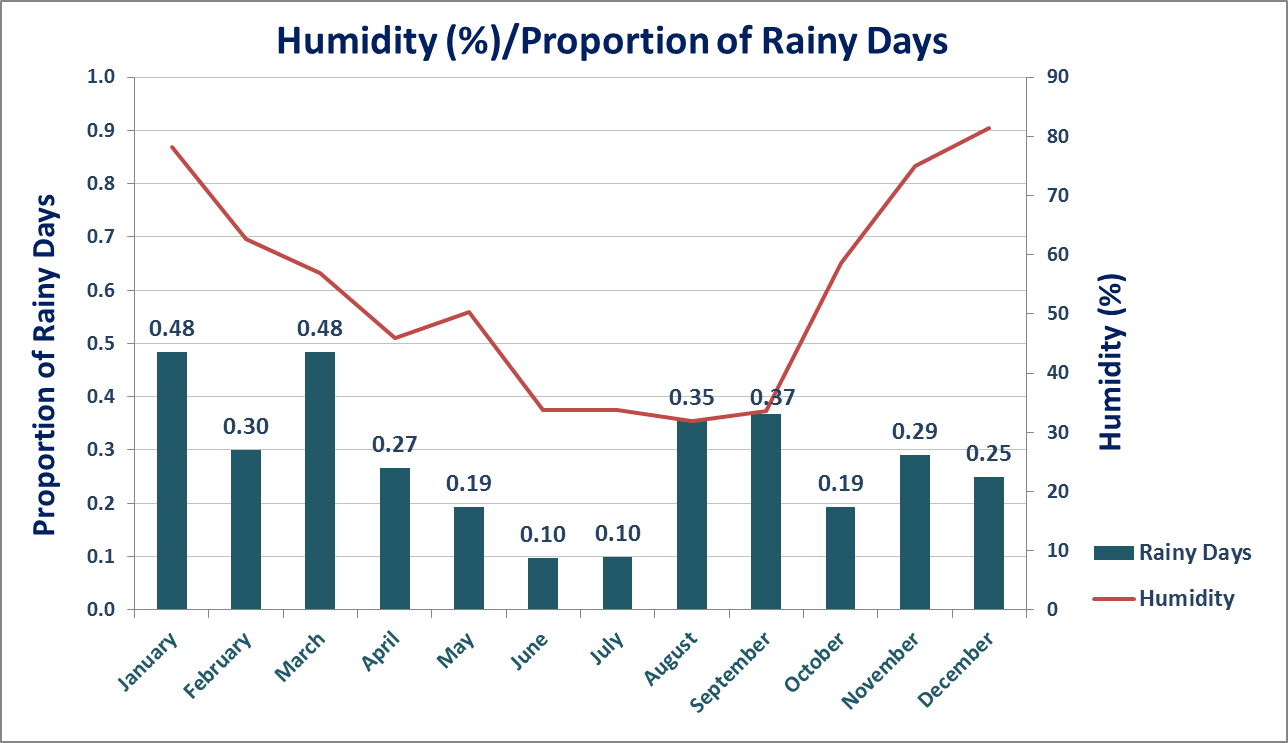 Humidity (%)/Proportion of Rainy Days
Proportion of Rainy Days
1.0
0.9
0.8
0.7
0.6
0.5
0.4
0.3
0.2
0.1
0.0
0.48
0.30
0.48
0.27
0.19
0.10
0.10
0.35
0.37
0.19
0.29
0.25
90
80
70
60
50
40
30
20
10
0
Humidity (%)
January
February
March
April
May
June
July
August
September
October
November
December
Rainy Days
Humidity